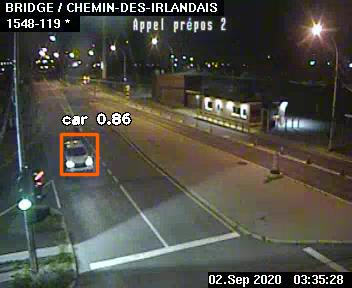 BRIDGE / CHEMIN-DES-IRLANDAIS
1548-119 *
Appel prépos 2
car 0.86
02.Sep 2020 03:35:28